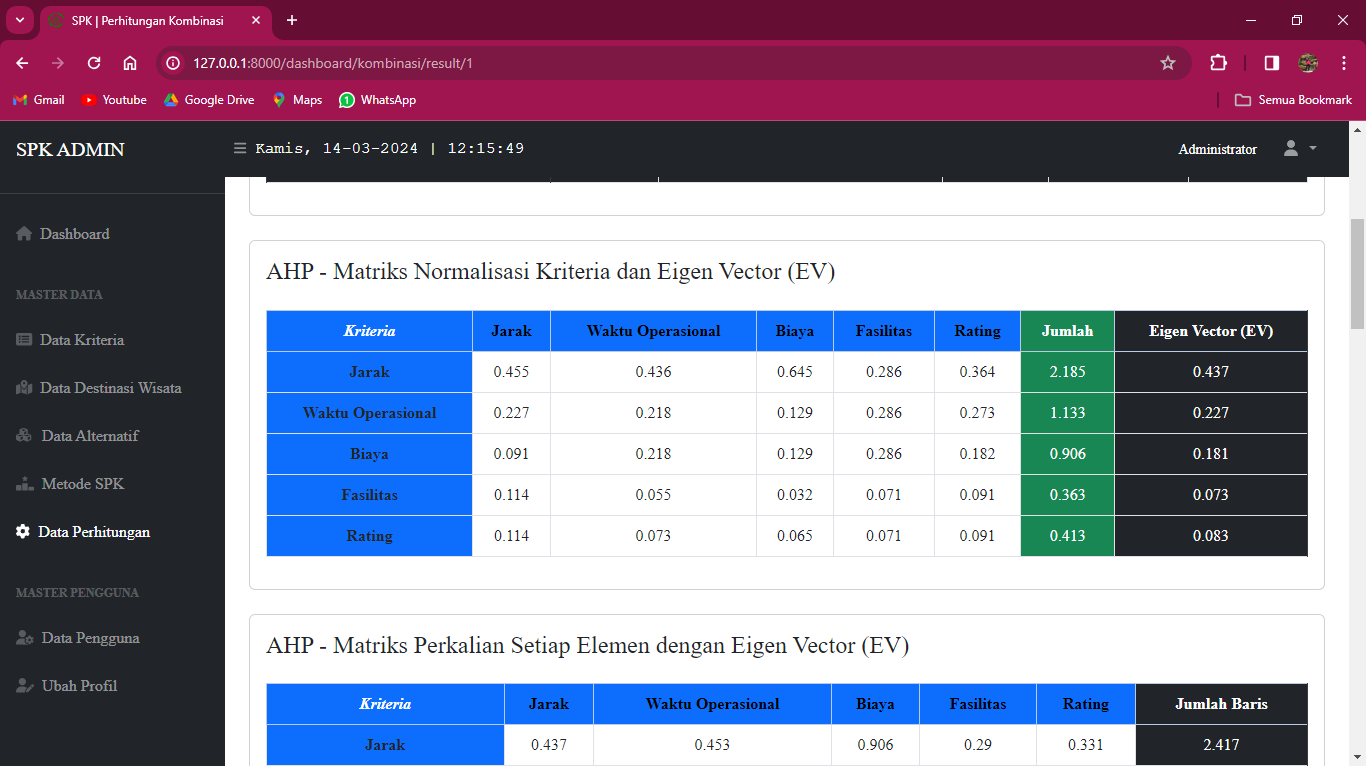 SPK | Perhitungan Kombinasi
127.0.0.1:8000/dashboard/kombinasi/result/1
Gmail Youtube Google Drive Maps 1 WhatsApp Semua Bookmark
SPK ADMIN Kamis, 14-03-2024 | 12:15:49 Administrator
Dashboard
MASTER DATA
Data Kriteria
Data Destinasi Wisata
Data Alternatif
Metode SPK
Data Perhitungan
MASTER PENGGUNA
Data Pengguna
Ubah Profil
AHP - Matriks Normalisasi Kriteria dan Eigen Vector (EV)
Kriteria Jarak Waktu Operasional Biaya Fasilitas Rating Jumlah Eigen Vector (EV)
Jarak 0.455 0.436 0.645 0.286 0.364 2.185 0.437
Waktu Operasional 0.227 0.218 0.129 0.286 0.273 1.133 0.227
Biaya 0.091 0.218 0.129 0.286 0.182 0.906 0.181
Fasilitas 0.114 0.055 0.032 0.071 0.091 0.363 0.073
Rating 0.114 0.073 0.065 0.071 0.091 0.413 0.083
AHP - Matriks Perkalian Setiap Elemen dengan Eigen Vector (EV)
Kriteria Jarak Waktu Operasional Biaya Fasilitas Rating Jumlah Baris
Jarak 0.437 0.453 0.906 0.29 0.331 2.417